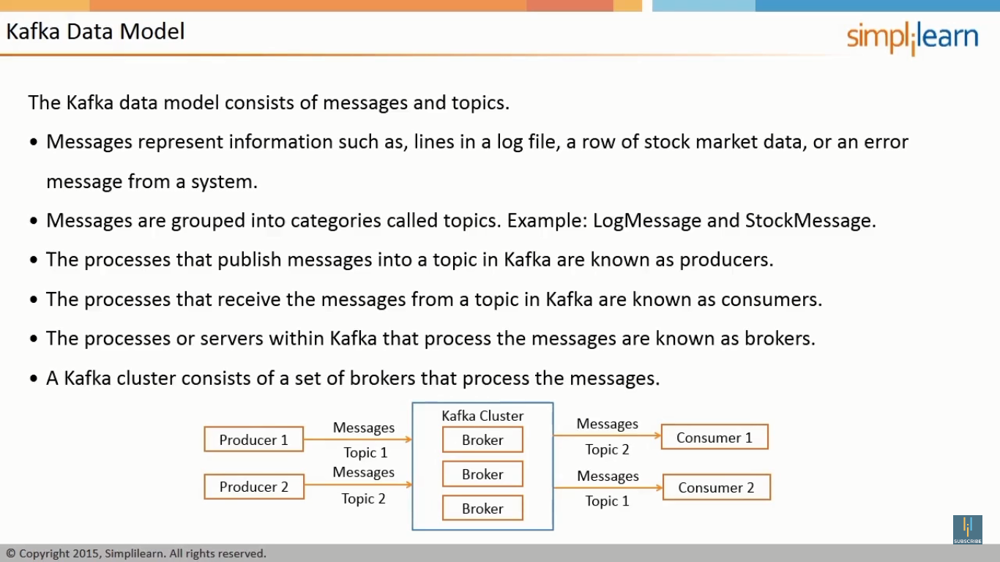 Kafka Data Model
simplilearn
The Kafka data model consists of messages and topics.
• Messages represent information such as, lines in a log file, a row of stock market data, or an error
message from a system.
• Messages are grouped into categories called topics. Example: LogMessage and StockMessage.
• The processes that publish messages into a topic in Kafka are known as producers.
• The processes that receive the messages from a topic in Kafka are known as consumers.
• The processes or servers within Kafka that process the messages are known as brokers.
• A Kafka cluster consists of a set of brokers that process the messages.
Producer 1
Messages
Topic 1
Producer 2
Messages
Topic 2
Kafka Cluster
Broker
Broker
Broker
Messages
Topic 2
Consumer 1
Messages
Topic 1
Consumer 2
SUBSCRIBE
© Copyright 2015, Simplilearn. All rights reserved.